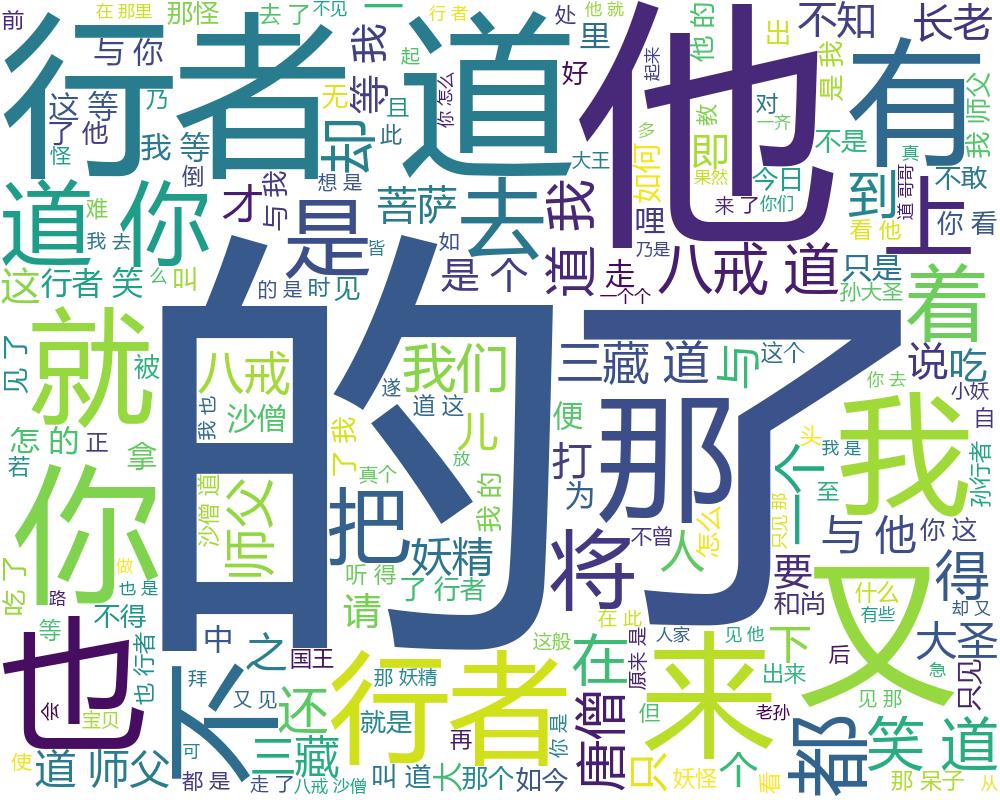 前
在 那里
那怪
去 了
不见
一
行 者
他 就
处
他 的
出
不知
长老
与 你
行者 道
他
有
里
这 等
乃
等 我
起
你 怎么
起来
是 我
我 师父
了 他
无
且
好
多
教
对
一齐
怪
我 等
却
此
大王
如何
即
不是
真
倒
想 是
果然
今日
到
道 哥哥
不敢
道 你
难
才
与 我
是
菩萨
去
道 我
哩
来 了
你们
上
你 看
我 去
皆
如
乃是
看 他
这
行者 笑
么
叫
的 是
时
见
是 个
走
一个个
八戒 道
只是
孙大圣
着
的
了
见 了
就
被
八戒
我们
三藏 道
与
这个
说
吃
我 也
沙僧
遂
道 这
你 去
小妖
怎 的
正
了 我
儿
便
那
头
我 是
我
自
若
拿
真个
放
打
一个
孙行者
你
沙僧 道
师父
把
我 的
为
至
不曾
人
怎么
只见 那
与 他
你 这
妖精
将
要
又
得
吃 了
做
听 得
了 行者
和尚
什么
却 又
路
也 是
请
在 此
有些
等
不得
也
也 行者
中
之
国王
这般
在
原来 是
人家
见 他
下
后
大圣
只见
急
不
拜
又 见
还
行者
那 妖精
出来
来
会
宝贝
就是
再
你 是
唐僧
但
老孙
见 那
都
笑 道
使
道 师父
可
三藏
都 是
走 了
八戒 沙僧
叫 道
大
那个
如今
只
妖怪
个
看
那 呆子
从